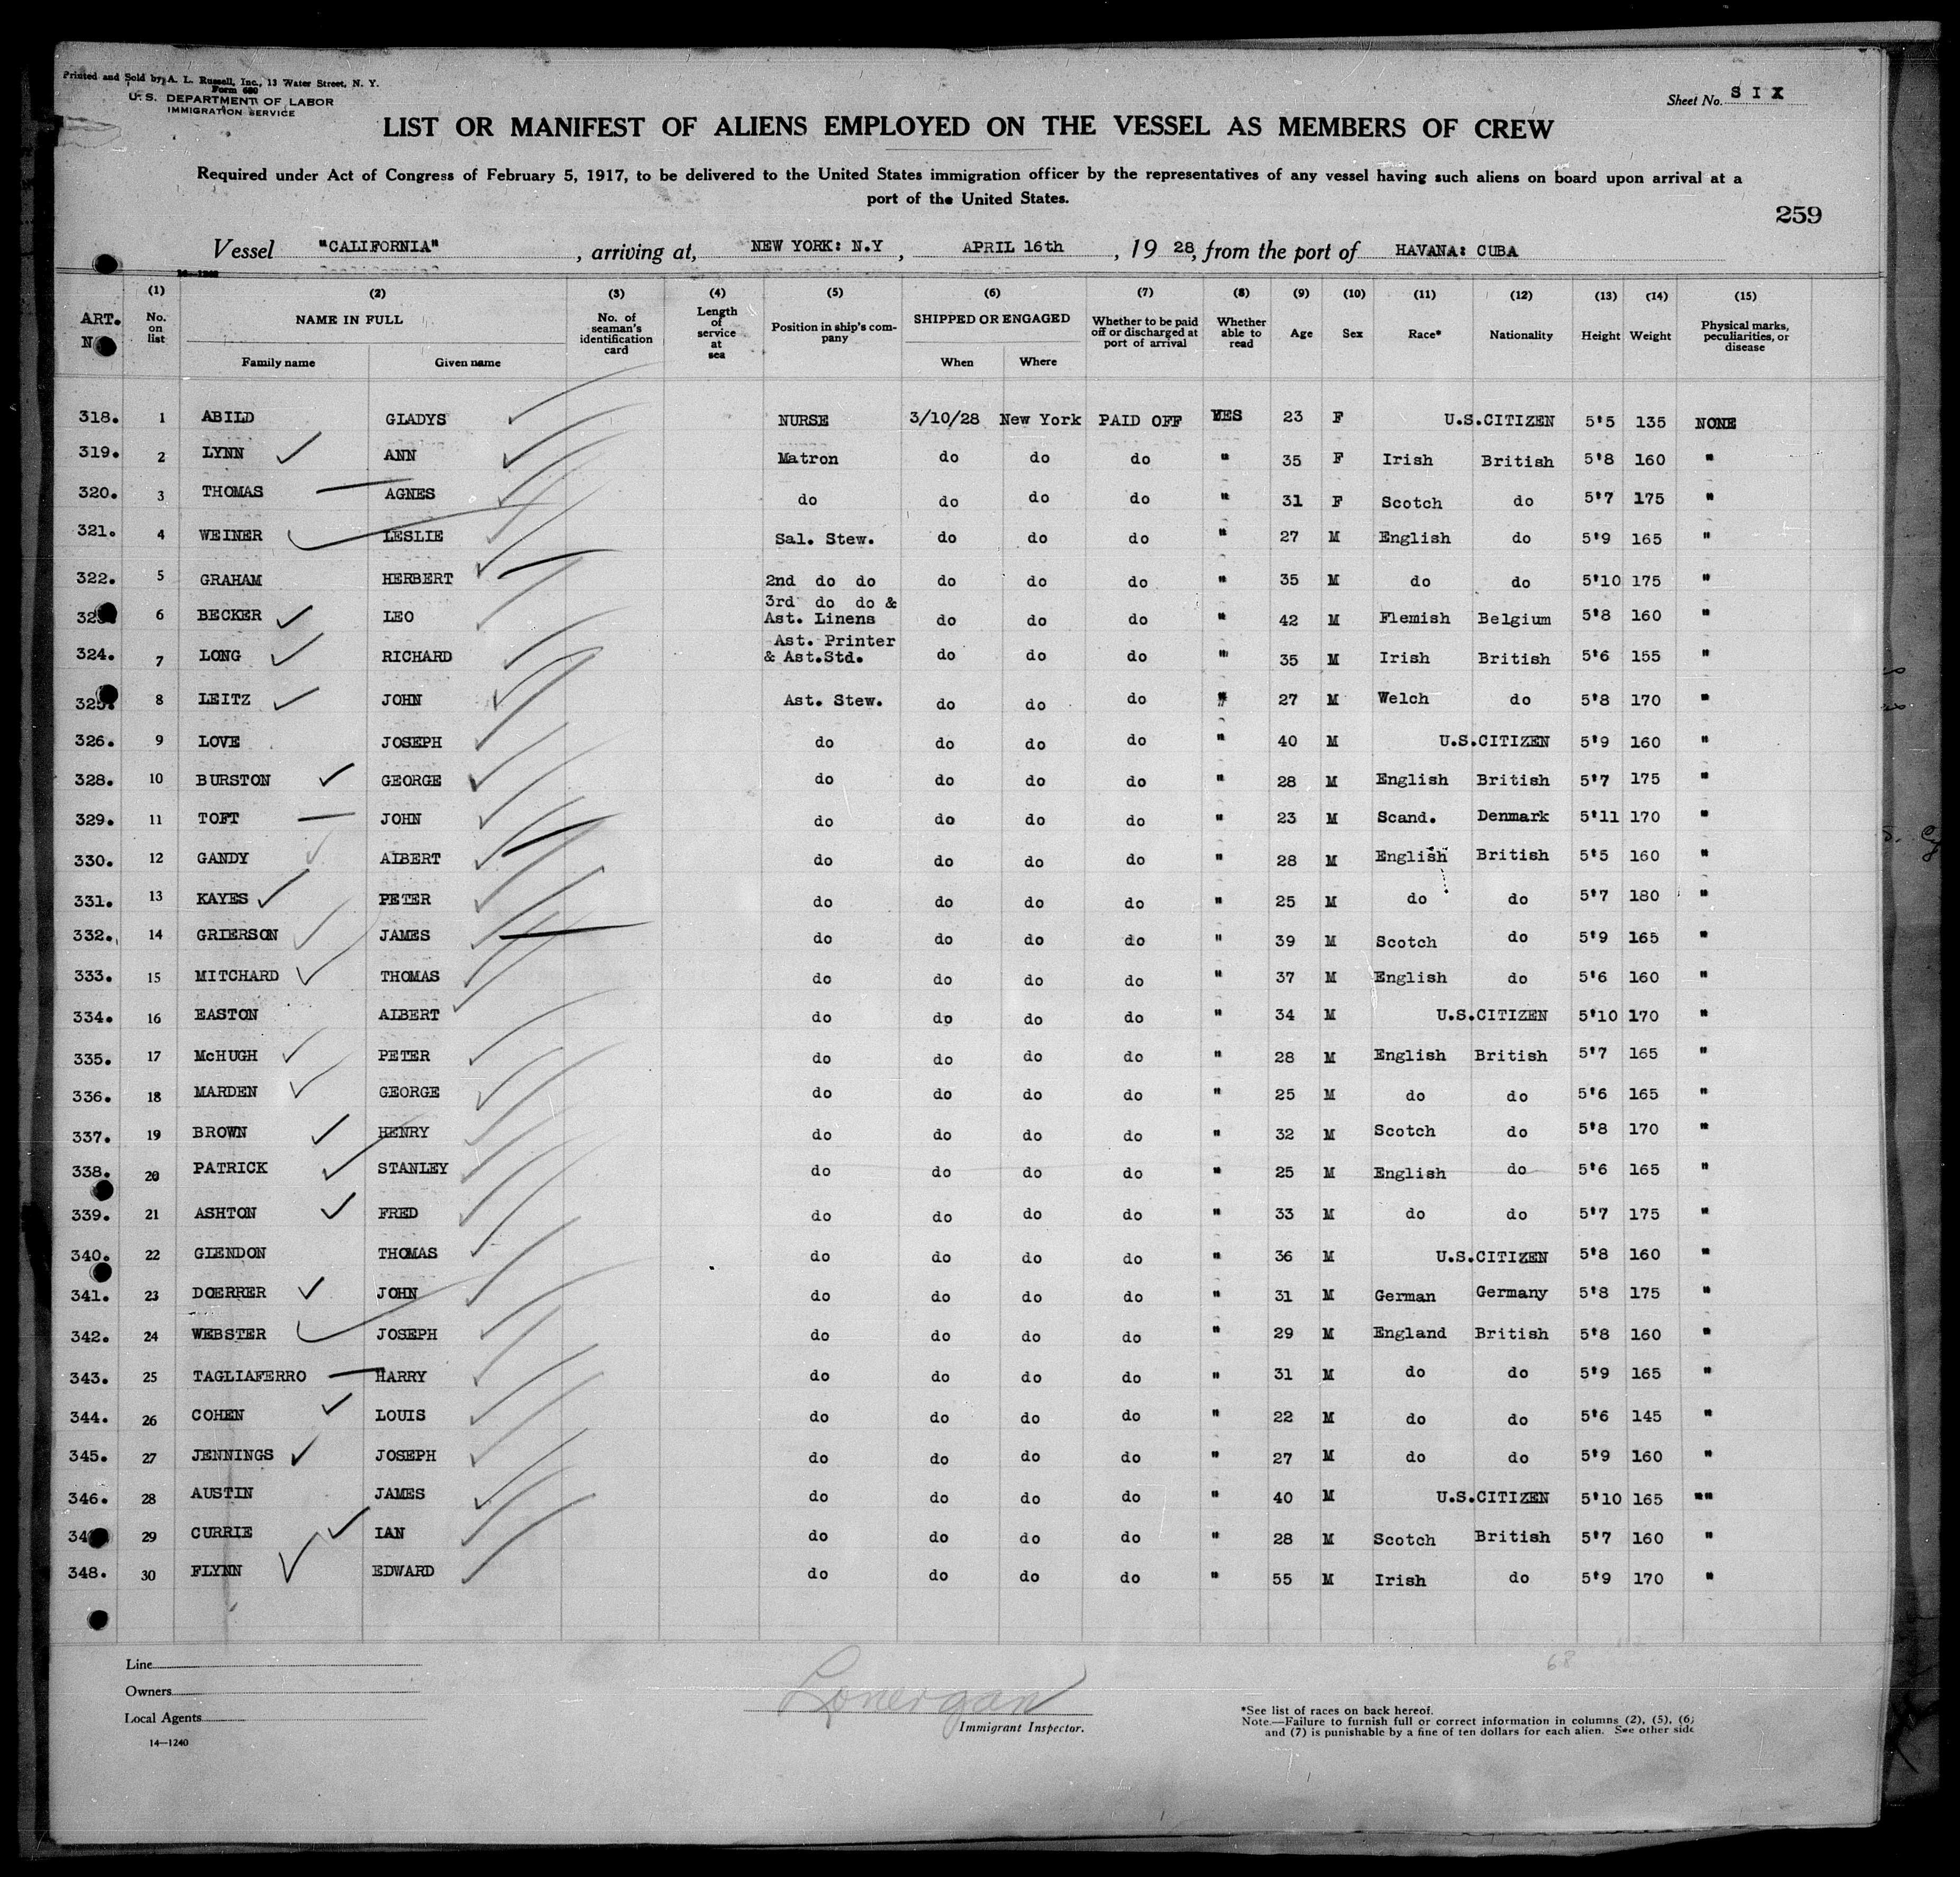 Printed and Sold by A. L. Russell, Inc., 13 Water Street, N. Y.
Form 680
U. S. DEPARTMENT OF LABOR
IMMIGRATION SERVICE
Sheet No. SIX
LIST OR MANIFEST OF ALIENS EMPLOYED ON THE VESSEL AS MEMBERS OF CREW
Required under Act of Congress of February 5, 1917, to be delivered to the United States immigration officer by the representatives of any vessel having such aliens on board upon arrival at a
port of the United States.
259
Vessel "CALIFORNIA", arriving at, NEW YORK: N.Y, APRIL 16th, 19 28, from the port of HAVANA: CUBA
ART. (1) No. on list (2) NAME IN FULL Family name Given name (3) No. of seaman's identification card (4) Length of service at sea (5) Position in ship's company (6) SHIPPED OR ENGAGED When Where (7) Whether to be paid off or discharged at port of arrival (8) Whether able to read (9) Age (10) Sex (11) Race* (12) Nationality (13) Height (14) Weight (15) Physical marks, peculiarities, or disease
318. 1 ABILD GLADYS NURSE 3/10/28 New York PAID OFF YES 23 F U.S.CITIZEN 5'5 135 NONE
319. 2 LYNN ANN Matron do do do " 35 F Irish British 5'8 160 "
320. 3 THOMAS AGNES do do do do " 31 F Scotch do 5'7 175 "
321. 4 WEINER LESLIE Sal. Stew. do do do " 27 M English do 5'9 165 "
322. 5 GRAHAM HERBERT 2nd do do do do do " 35 M do do 5'10 175 "
6 BECKER LEO 3rd do do & Ast. Linens do do do " 42 M Flemish Belgium 5'8 160 "
324. 7 LONG RICHARD Ast. Printer & Ast.Std. do do do " 35 M Irish British 5'6 155 "
325. 8 LEITZ JOHN Ast. Stew. do do do " 27 M Welch do 5'8 170 "
326. 9 LOVE JOSEPH do do do do " 40 M U.S.CITIZEN 5'9 160 "
328. 10 BURSTON GEORGE do do do do " 28 M English British 5'7 175 "
329. 11 TOFT JOHN do do do do " 23 M Scand. Denmark 5'11 170 "
330. 12 GANDY ALBERT do do do do " 28 M English British 5'5 160 "
331. 13 KAYES PETER do do do do " 25 M do do 5'7 180 "
332. 14 GRIERSON JAMES do do do do " 39 M Scotch do 5'9 165 "
333. 15 MITCHARD THOMAS do do do do " 37 M English do 5'6 160 "
334. 16 EASTON ALBERT do do do do " 34 M U.S.CITIZEN 5'10 170 "
335. 17 McHUGH PETER do do do do " 28 M English British 5'7 165 "
336. 18 MARDEN GEORGE do do do do " 25 M do do 5'6 165 "
337. 19 BROWN HENRY do do do do " 32 M Scotch do 5'8 170 "
338. 20 PATRICK STANLEY do do do do " 25 M English do 5'6 165 "
339. 21 ASHTON FRED do do do do " 33 M do do 5'7 175 "
340. 22 GLENDON THOMAS do do do do " 36 M U.S.CITIZEN 5'8 160 "
341. 23 DOERRER JOHN do do do do " 31 M German Germany 5'8 175 "
342. 24 WEBSTER JOSEPH do do do do " 29 M England British 5'8 160 "
343. 25 TAGLIAFERRO HARRY do do do do " 31 M do do 5'9 165 "
344. 26 COHEN LOUIS do do do do " 22 M do do 5'6 145 "
345. 27 JENNINGS JOSEPH do do do do " 27 M do do 5'9 160 "
346. 28 AUSTIN JAMES do do do do " 40 M U.S.CITIZEN 5'10 165 ""
29 CURRIE IAN do do do do " 28 M Scotch British 5'7 160 "
348. 30 FLYNN EDWARD do do do do " 55 M Irish do 5'9 170 "
68
Line
Owners
Local Agents
14—1240
Lonergan
Immigrant Inspector.
*See list of races on back hereof.
Note.—Failure to furnish full or correct information in columns (2), (5), (6)
and (7) is punishable by a fine of ten dollars for each alien. See other side